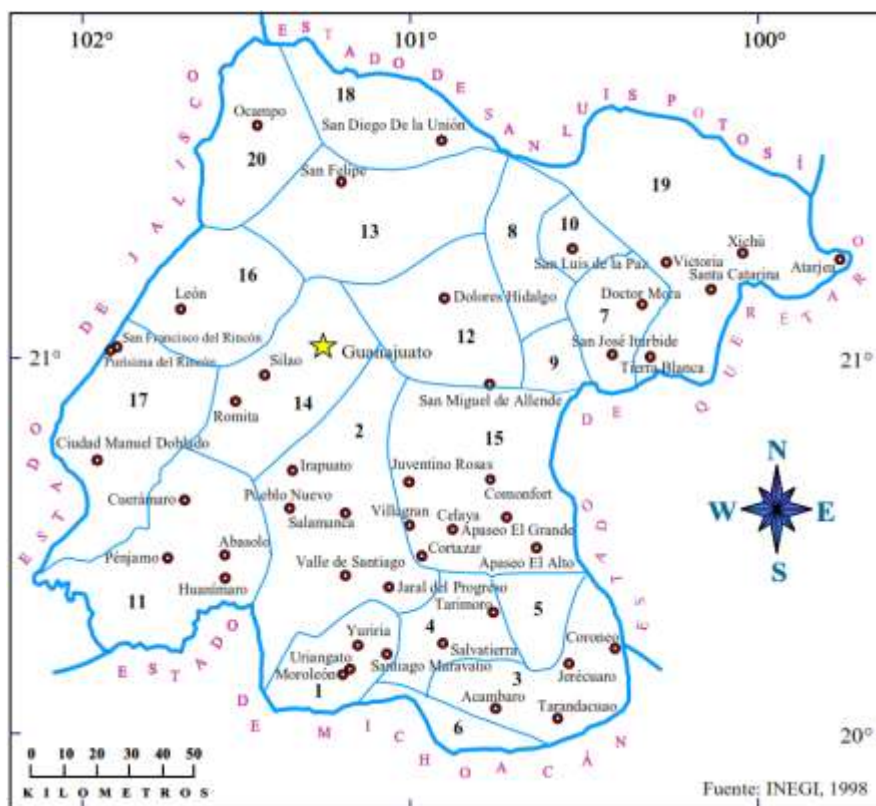 102°
101°
100°
ESTADO DE SAN LUIS POTOSÍ
ESTADO DE JALISCO
18
Ocampo
San Diego De la Unión
20
19
San Felipe
8
10
13
Xichú
San Luis de la Paz
Victoria
Atarjea
16
Santa Catarina
Dolores Hidalgo
Doctor Mora
León
7
San Francisco del Rincón
12
21°
Purísima del Rincón
Guanajuato
San José Iturbide
21°
Silao
9
Tierra Blanca
17
Romita
14
San Miguel de Allende
ESTADO DE QUERÉTARO
2
15
Ciudad Manuel Doblado
Irapuato
Juventino Rosas
N
Cuerámaro
Pueblo Nuevo
Comonfort
W
E
Salamanca
Villagran
Celaya
Apaseo El Grande
S
Pénjamo
Abasolo
Cortazar
Apaseo El Alto
Valle de Santiago
Huanímaro
Jaral del Progreso
11
Tarimoro
5
4
Yuriria
Coroneo
Uriangato
Salvatierra
Santiago Maravatío
Moroleón
3
Jerécuaro
1
Acambaro
Tarandacuao
6
20°
ESTADO DE MICHOACÁN
0 10 20 30 40 50
KILOMETROS
Fuente: INEGI, 1998